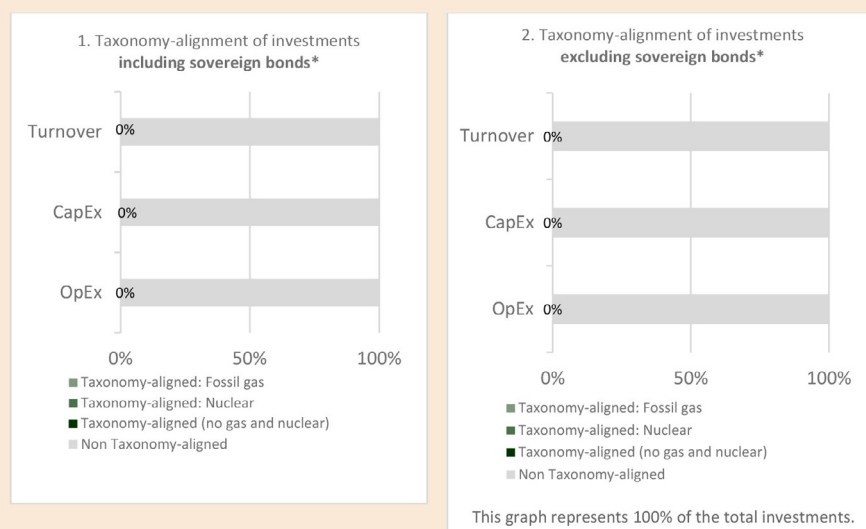 1. Taxonomy-alignment of investments
including sovereign bonds*
Turnover 0%
CapEx 0%
OpEx 0%
0% 50% 100%
Taxonomy-aligned: Fossil gas
Taxonomy-aligned: Nuclear
Taxonomy-aligned (no gas and nuclear)
Non Taxonomy-aligned
2. Taxonomy-alignment of investments
excluding sovereign bonds*
Turnover 0%
CapEx 0%
OpEx 0%
0% 50% 100%
Taxonomy-aligned: Fossil gas
Taxonomy-aligned: Nuclear
Taxonomy-aligned (no gas and nuclear)
Non Taxonomy-aligned
This graph represents 100% of the total investments.